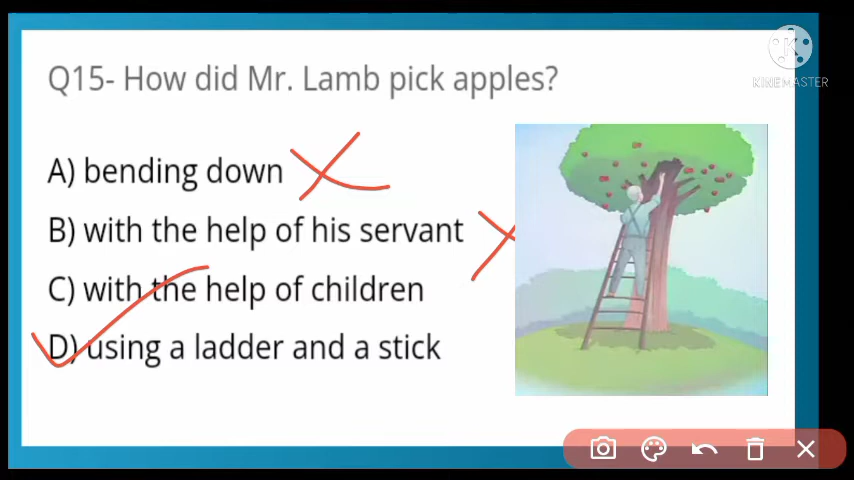 Q15- How did Mr. Lamb pick apples?
KINEMASTER
A) bending down
B) with the help of his servant
C) with the help of children
D) using a ladder and a stick